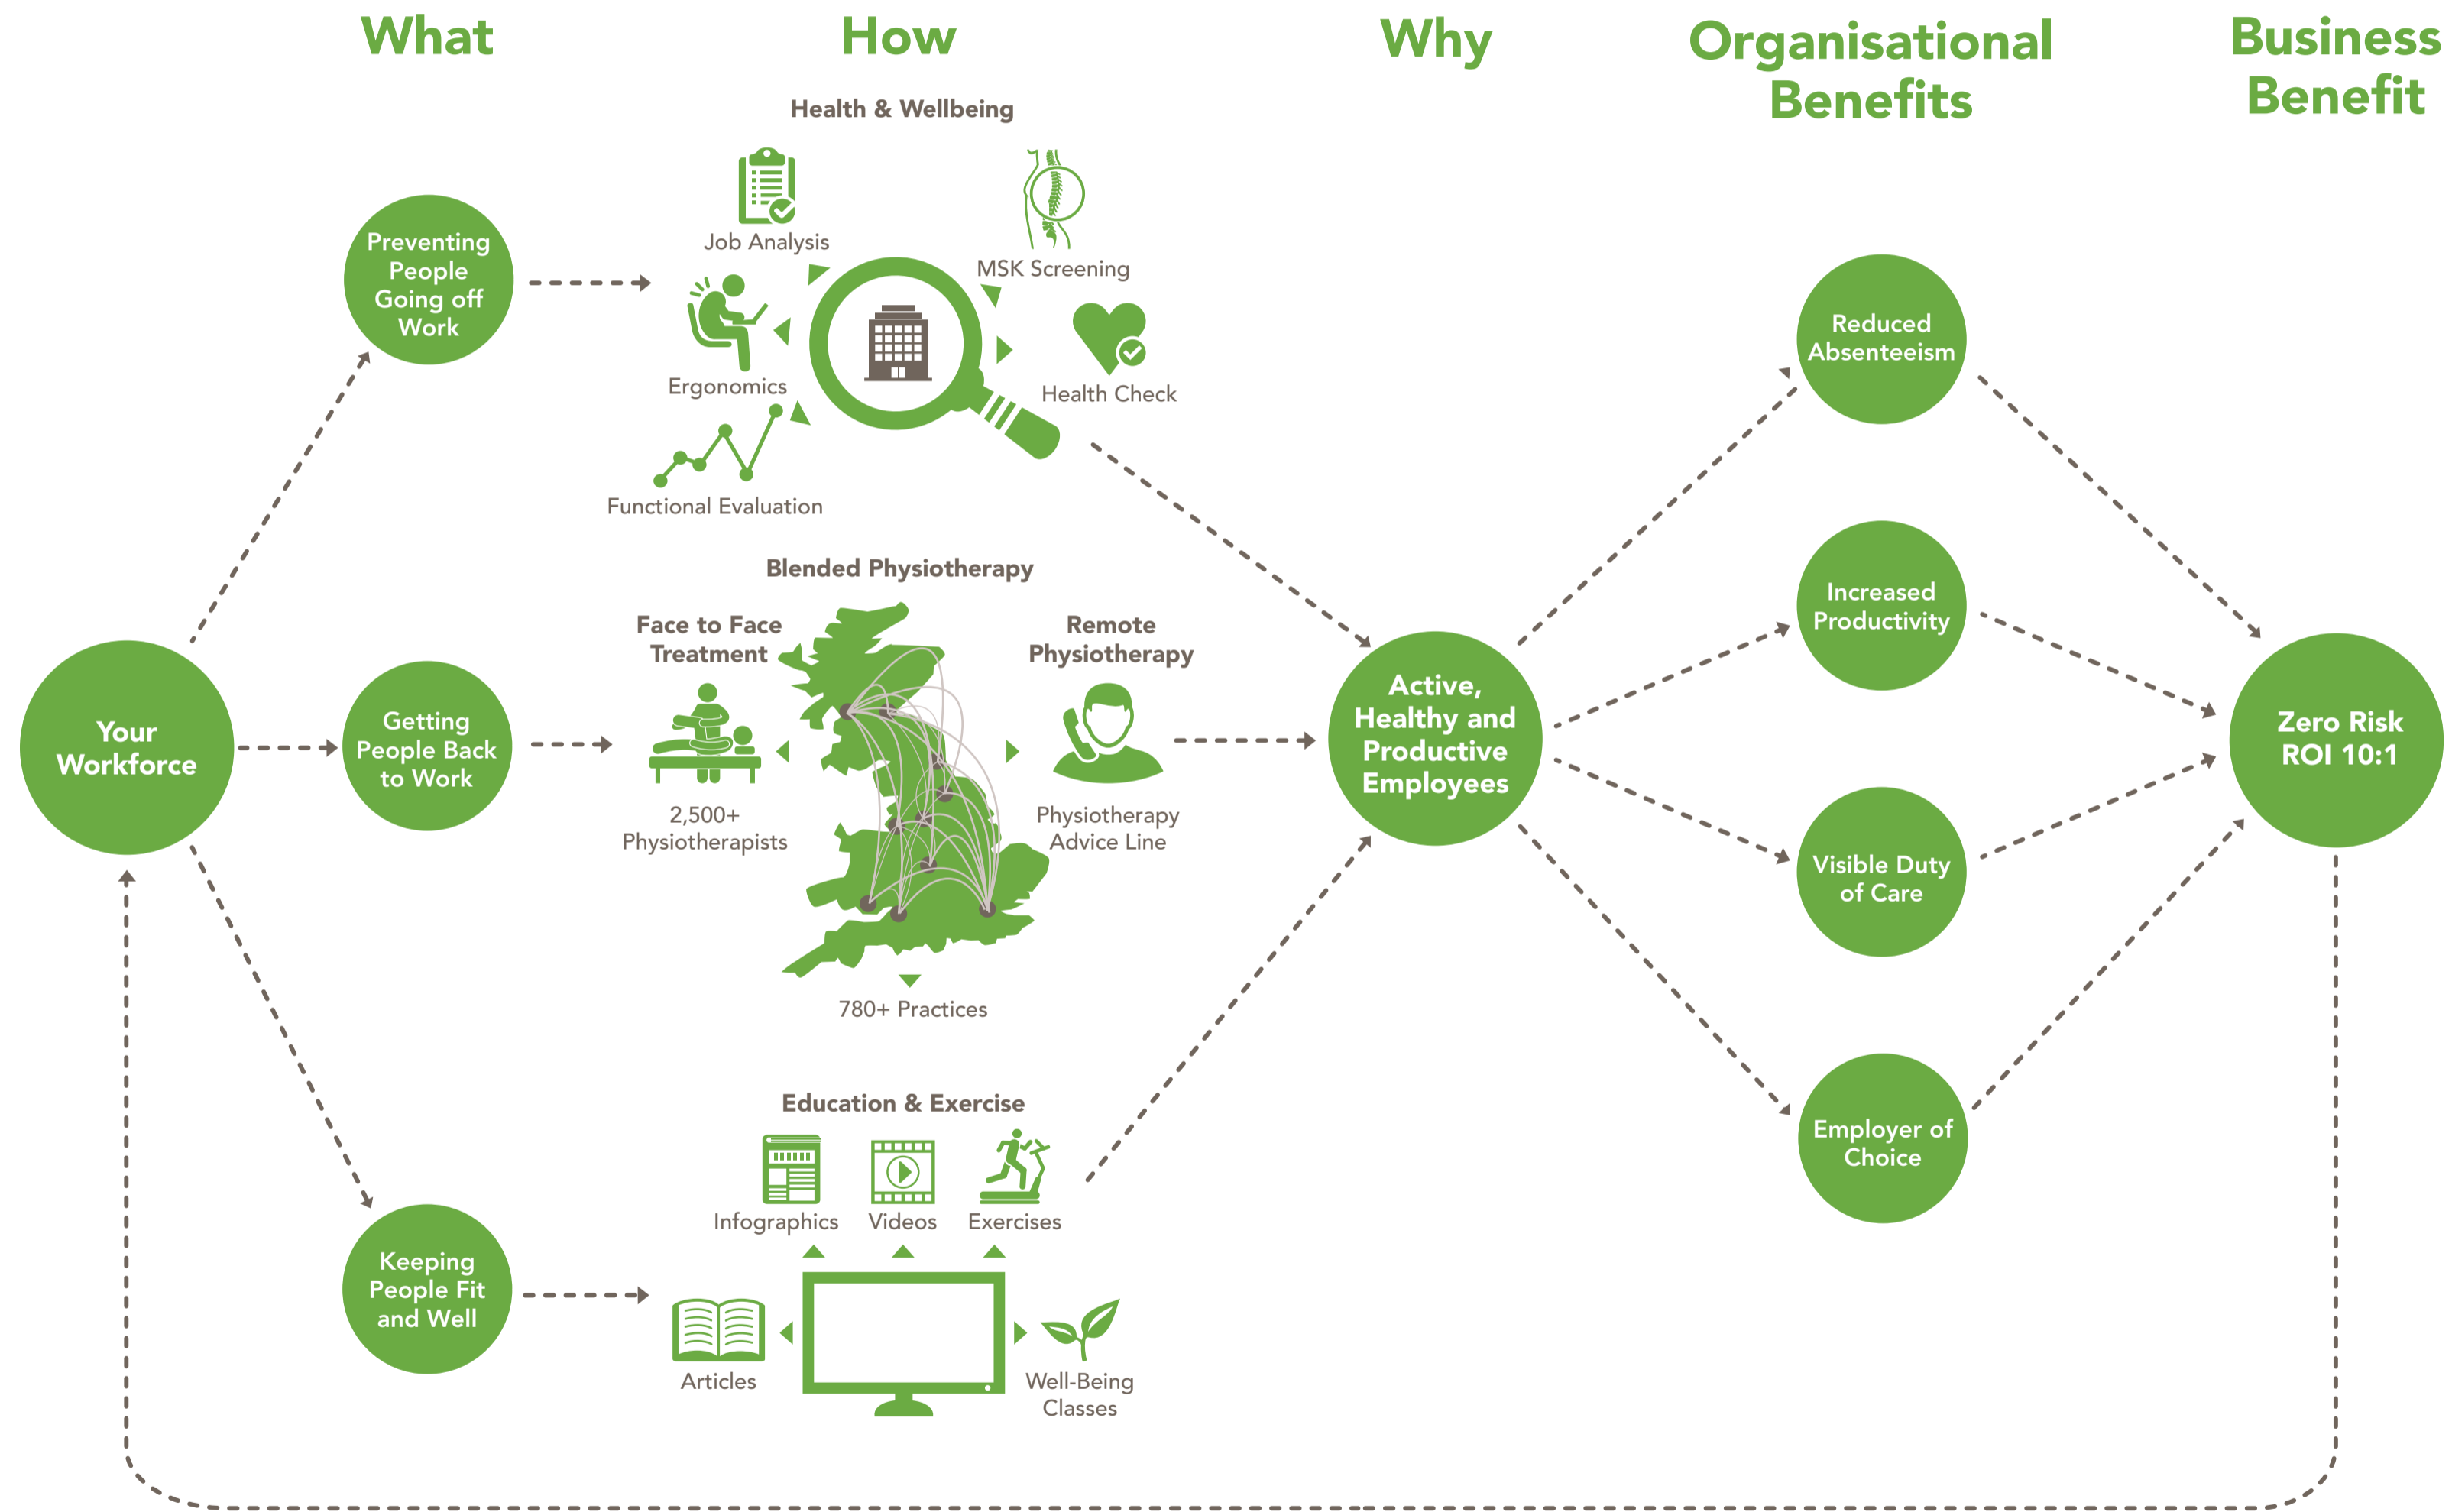 What
How
Why
Organisational
Benefits
Business
Benefit
Your
Workforce
Preventing
People
Going off
Work
Getting
People Back
to Work
Keeping
People Fit
and Well
Health & Wellbeing
Job Analysis
MSK Screening
Ergonomics
Health Check
Functional Evaluation
Blended Physiotherapy
Face to Face
Treatment
Remote
Physiotherapy
2,500+
Physiotherapists
Physiotherapy
Advice Line
780+ Practices
Education & Exercise
Infographics
Videos
Exercises
Articles
Well-Being
Classes
Active,
Healthy and
Productive
Employees
Reduced
Absenteeism
Increased
Productivity
Visible Duty
of Care
Employer of
Choice
Zero Risk
ROI 10:1